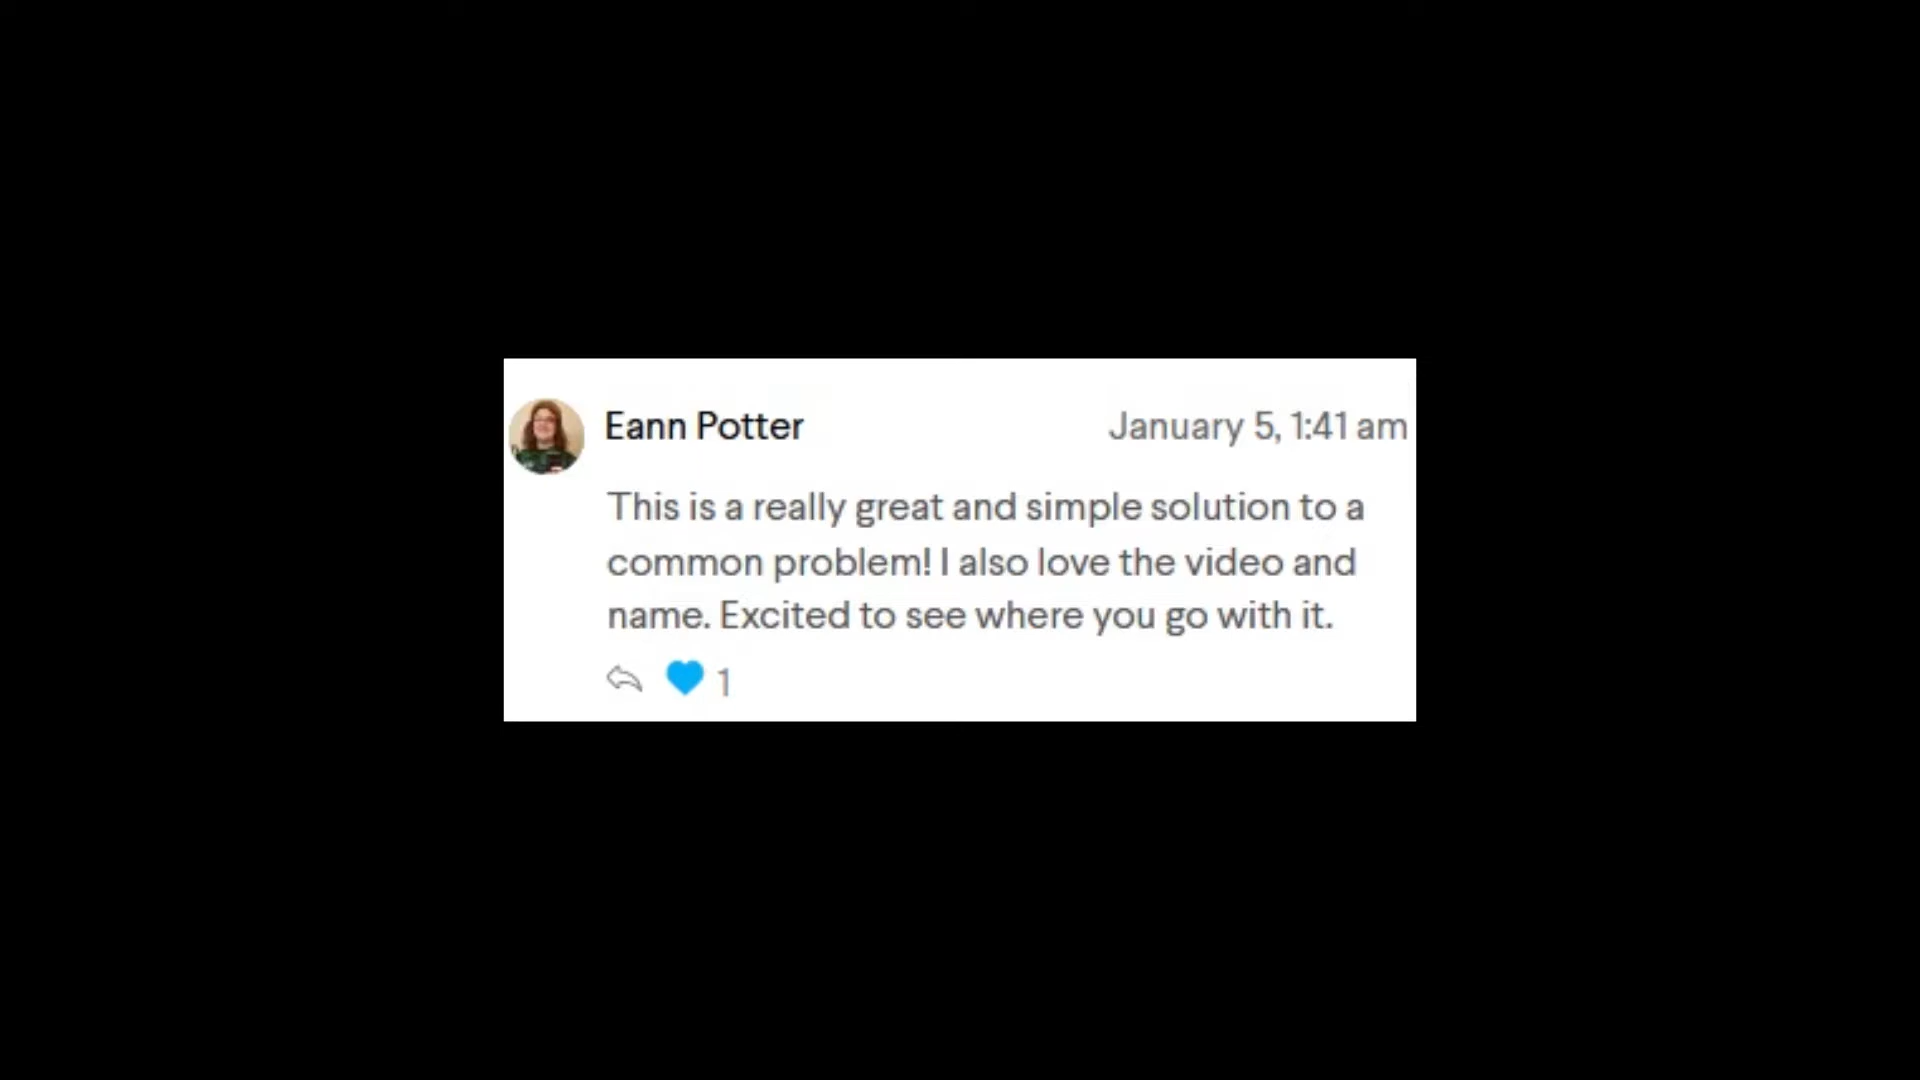 Eann Potter January 5, 1:41 am
This is a really great and simple solution to a
common problem! I also love the video and
name. Excited to see where you go with it.
1